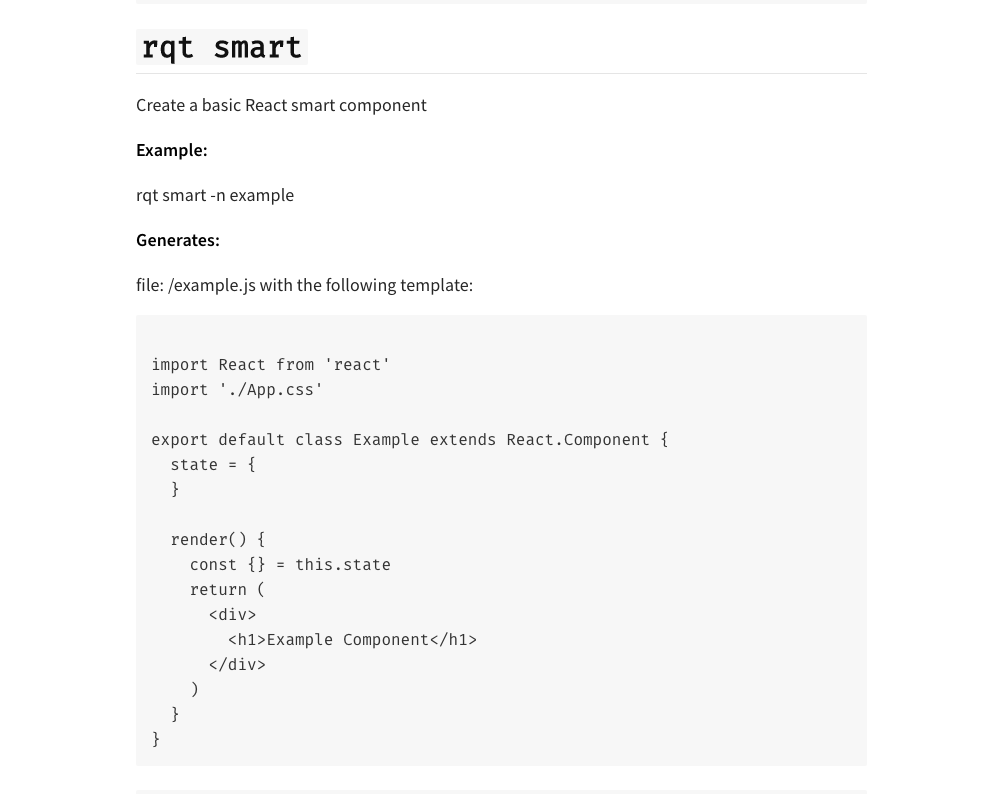 rqt smart
Create a basic React smart component
Example:
rqt smart -n example
Generates:
file: /example.js with the following template:
import React from 'react'
import './App.css'
export default class Example extends React.Component {
  state = {
  }
  render() {
    const {} = this.state
    return (
      <div>
        <h1>Example Component</h1>
      </div>
    )
  }
}